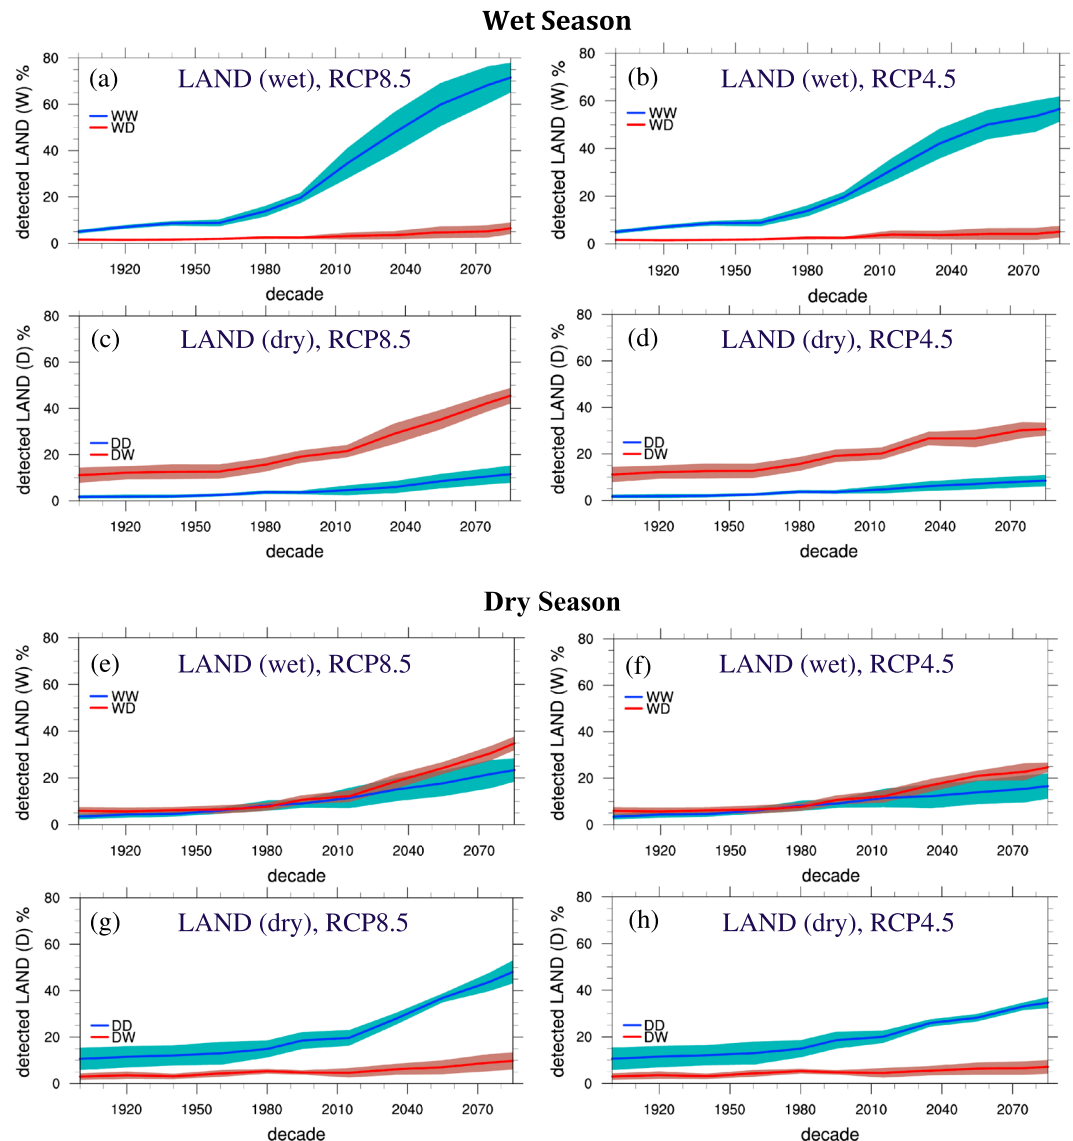 Wet Season
(a) LAND (wet), RCP8.5
detected LAND (W) %
80
60
40
20
0
WW
WD
1920 1950 1980 2010 2040 2070
decade
(b) LAND (wet), RCP4.5
detected LAND (W) %
80
60
40
20
0
WW
WD
1920 1950 1980 2010 2040 2070
decade
(c) LAND (dry), RCP8.5
detected LAND (D) %
80
60
40
20
0
DD
DW
1920 1950 1980 2010 2040 2070
decade
(d) LAND (dry), RCP4.5
detected LAND (D) %
80
60
40
20
0
DD
DW
1920 1950 1980 2010 2040 2070
decade
Dry Season
(e) LAND (wet), RCP8.5
detected LAND (W) %
80
60
40
20
0
WW
WD
1920 1950 1980 2010 2040 2070
decade
(f) LAND (wet), RCP4.5
detected LAND (W) %
80
60
40
20
0
WW
WD
1920 1950 1980 2010 2040 2070
decade
(g) LAND (dry), RCP8.5
detected LAND (D) %
80
60
40
20
0
DD
DW
1920 1950 1980 2010 2040 2070
decade
(h) LAND (dry), RCP4.5
detected LAND (D) %
80
60
40
20
0
DD
DW
1920 1950 1980 2010 2040 2070
decade